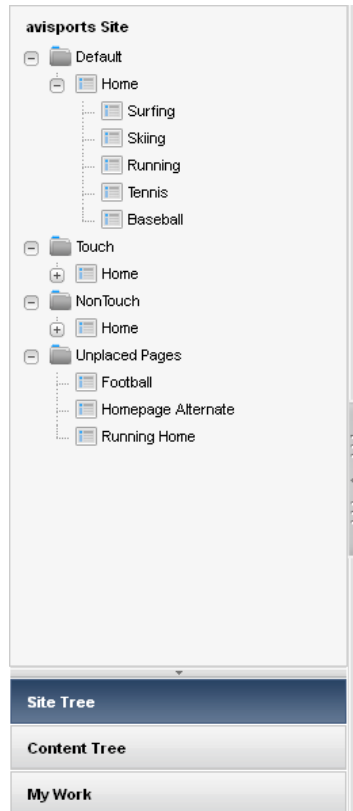 avisports Site
Default
Home
Surfing
Skiing
Running
Tennis
Baseball
Touch
Home
NonTouch
Home
Unplaced Pages
Football
Homepage Alternate
Running Home
Site Tree
Content Tree
My Work